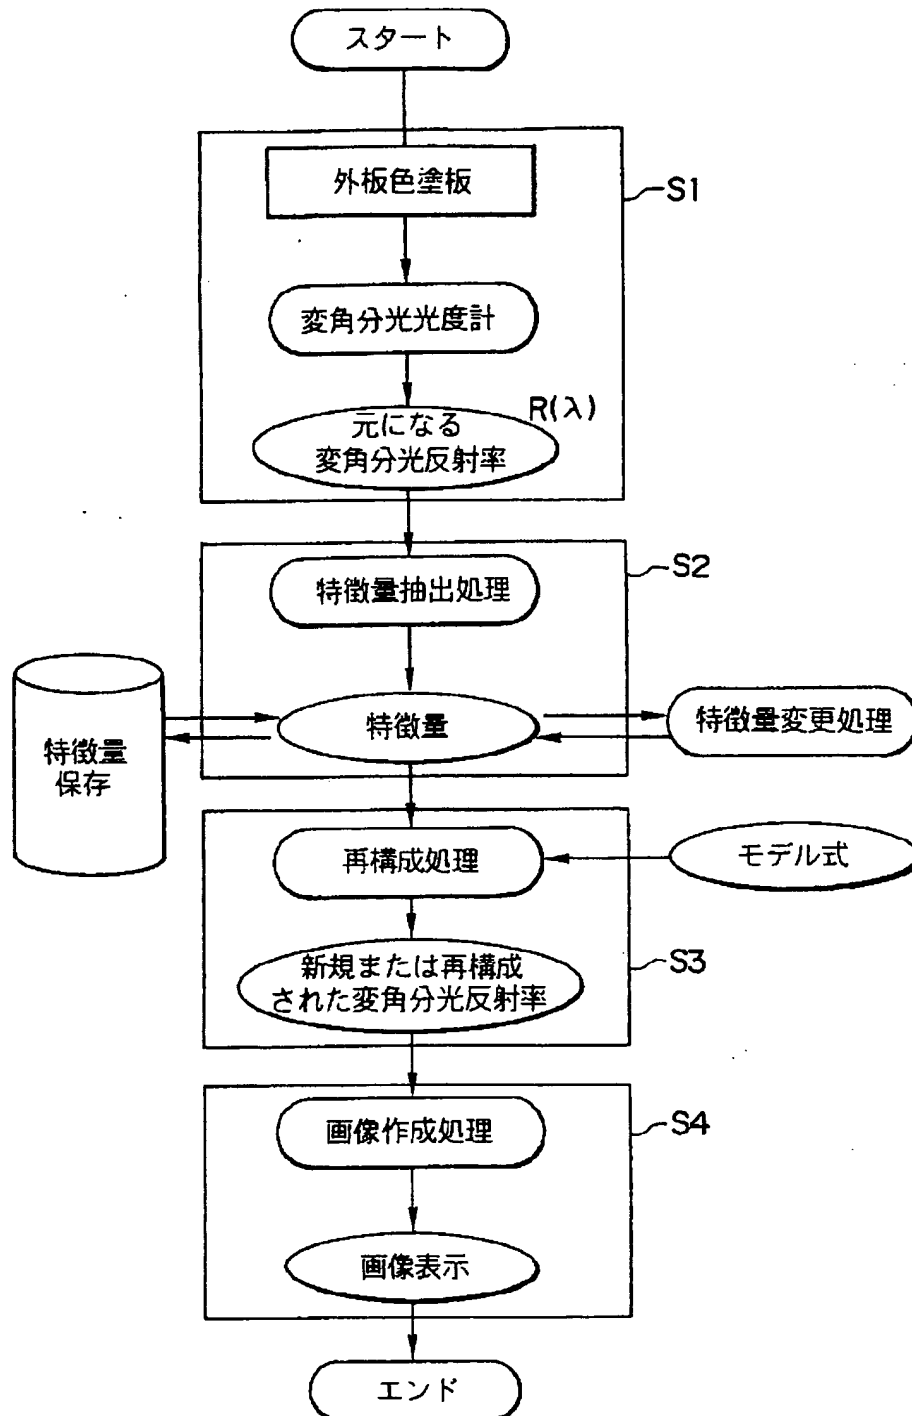 スタート
外板色塗板
S1
変角分光光度計
R(λ)
元になる
変角分光反射率
特徴量抽出処理
S2
特徴量
保存
特徴量
特徴量変更処理
再構成処理
モデル式
新規または再構成
された変角分光反射率
S3
画像作成処理
S4
画像表示
エンド